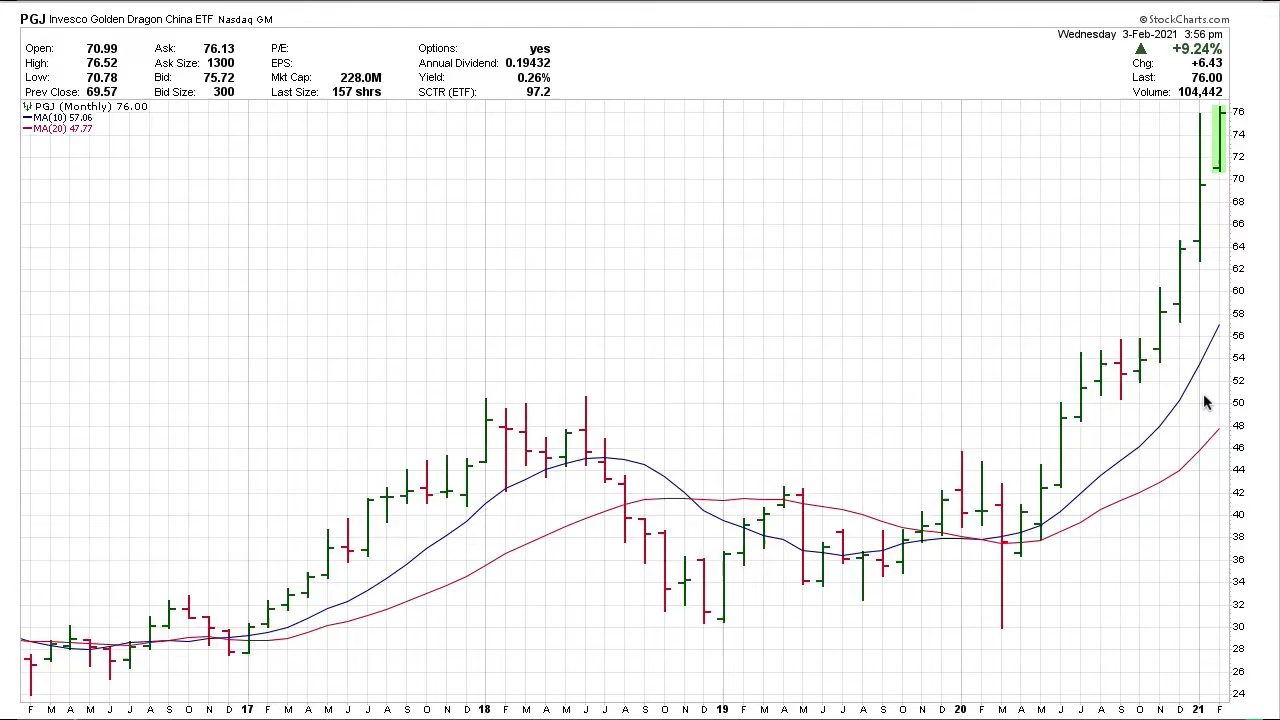 PGJ Invesco Golden Dragon China ETF Nasdaq GM © StockCharts.com
Wednesday 3-Feb-2021 3:56 pm
Open: 70.99 Ask: 76.13 P/E: Options: yes ▲ +9.24%
High: 76.52 Ask Size: 1300 EPS: Annual Dividend: 0.19432 Chg: +6.43
Low: 70.78 Bid: 75.72 Mkt Cap: 228.0M Yield: 0.26% Last: 76.00
Prev Close: 69.57 Bid Size: 300 Last Size: 157 shrs SCTR (ETF): 97.2 Volume: 104,442
PGJ (Monthly) 76.00
MA(10) 57.06
MA(20) 47.77
76
74
72
70
68
66
64
62
60
58
56
54
52
50
48
46
44
42
40
38
36
34
32
30
28
26
24
F M A M J J A S O N D 17 F M A M J J A S O N D 18 F M A M J J A S O N D 19 F M A M J J A S O N D 20 F M A M J J A S O N D 21 F